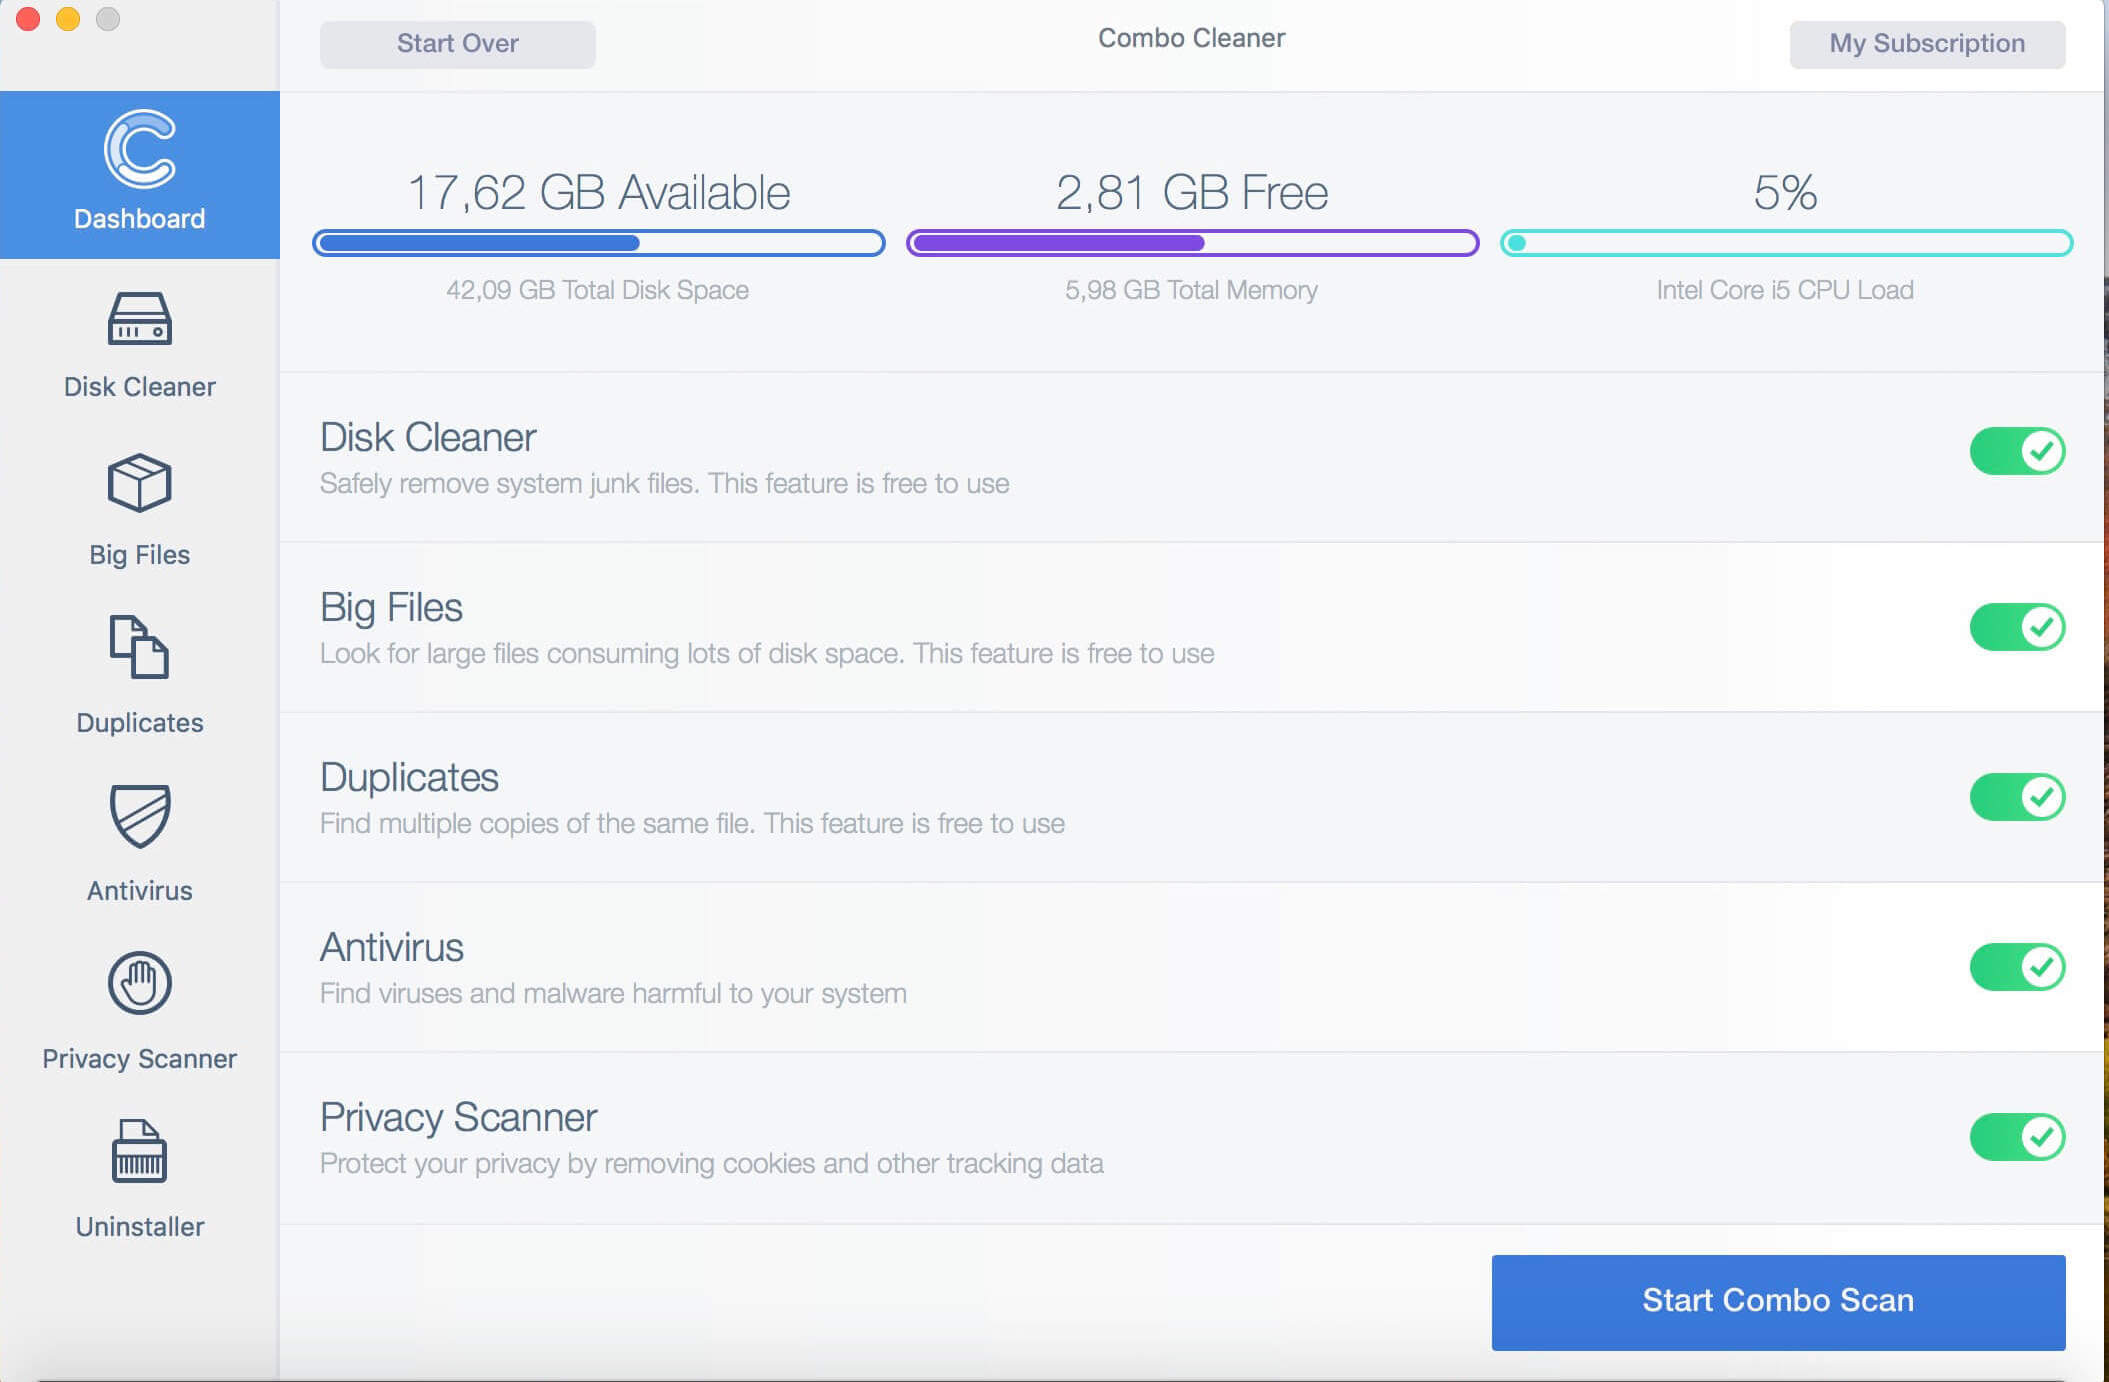 Start Over
Combo Cleaner
My Subscription
Dashboard
Disk Cleaner
Big Files
Duplicates
Antivirus
Privacy Scanner
Uninstaller
17,62 GB Available
42,09 GB Total Disk Space
2,81 GB Free
5,98 GB Total Memory
5%
Intel Core i5 CPU Load
Disk Cleaner
Safely remove system junk files. This feature is free to use
Big Files
Look for large files consuming lots of disk space. This feature is free to use
Duplicates
Find multiple copies of the same file. This feature is free to use
Antivirus
Find viruses and malware harmful to your system
Privacy Scanner
Protect your privacy by removing cookies and other tracking data
Start Combo Scan